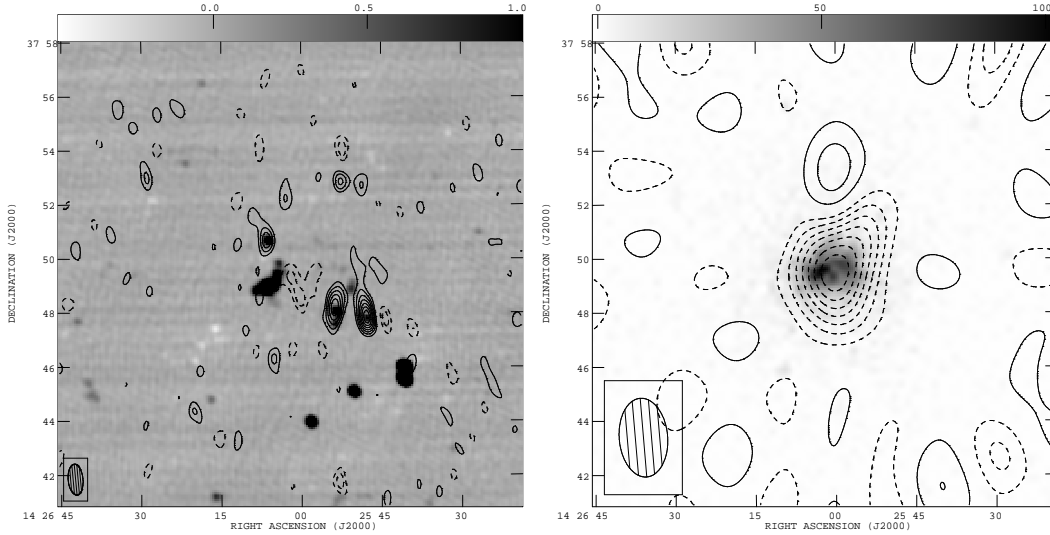 0.0 0.5 1.0
37 58
56
54
52
50
48
46
44
42
DECLINATION (J2000)
14 26 45 30 15 00 25 45 30
RIGHT ASCENSION (J2000)
0 50 100
37 58
56
54
52
50
48
46
44
42
DECLINATION (J2000)
14 26 45 30 15 00 25 45 30
RIGHT ASCENSION (J2000)